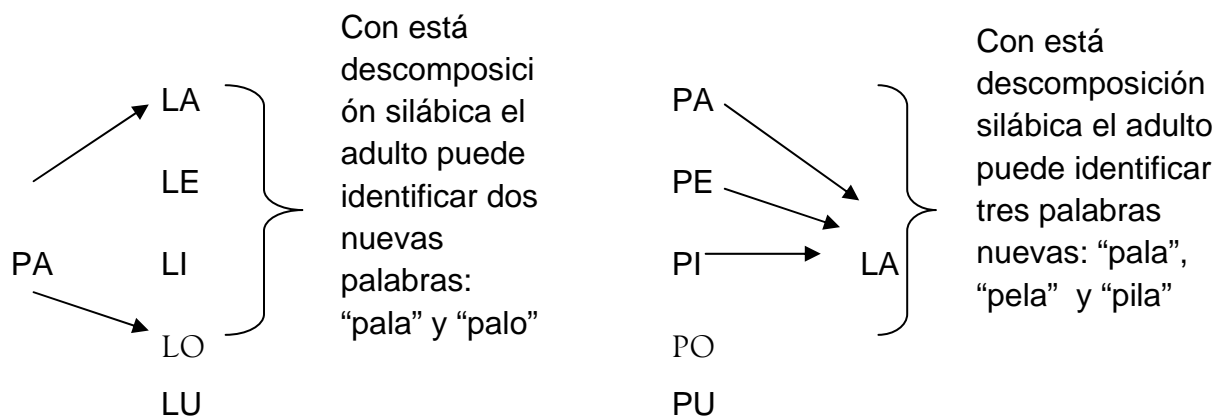 PA
LA
LE
LI
LO
LU
Con está
descomposici
ón silábica el
adulto puede
identificar dos
nuevas
palabras:
“pala” y “palo”
PA
PE
PI
PO
PU
LA
Con está
descomposición
silábica el adulto
puede identificar
tres palabras
nuevas: “pala”,
“pela” y “pila”